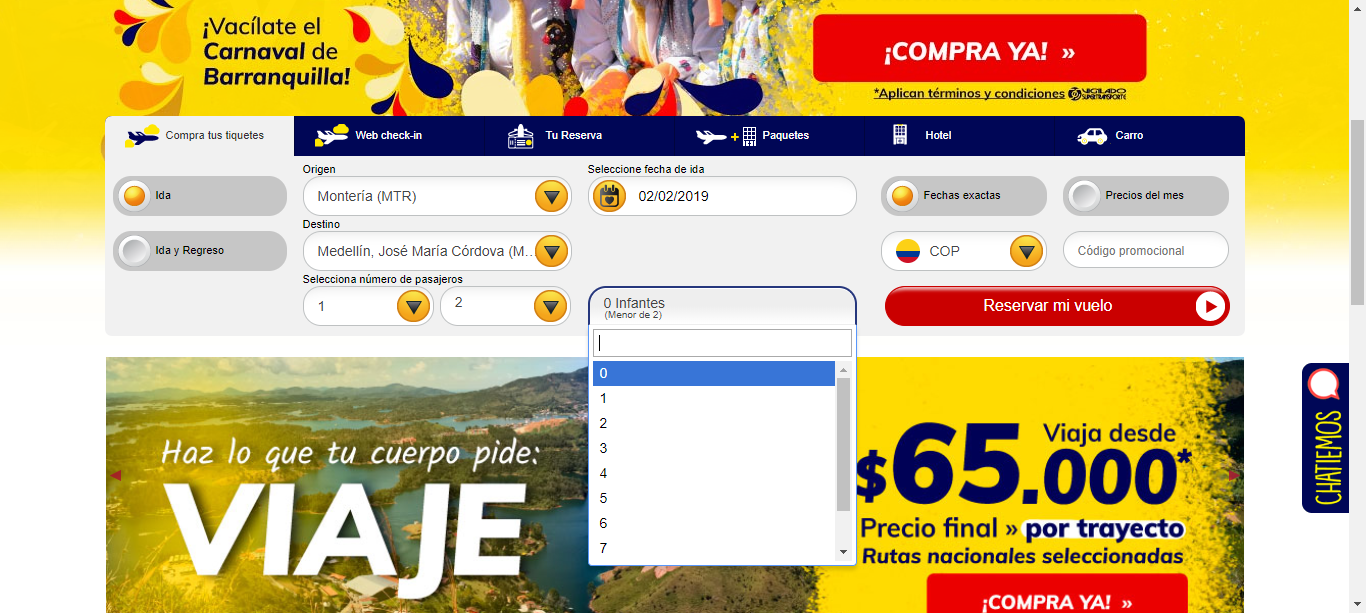 ¡Vacílate el
Carnaval de
Barranquilla!
¡COMPRA YA! »
*Aplican términos y condiciones
VIGILADO
SUPERTRANSPORTE
Compra tus tiquetes
Web check-in
Tu Reserva
Paquetes
Hotel
Carro
Origen
Seleccione fecha de ida
Ida
Montería (MTR)
02/02/2019
Fechas exactas
Precios del mes
Destino
Ida y Regreso
Medellín, José María Córdova (M...
COP
Código promocional
Selecciona número de pasajeros
1
2
0 Infantes
(Menor de 2)
Reservar mi vuelo
0
1
2
3
4
5
6
7
Haz lo que tu cuerpo pide:
VIAJE
Viaja desde
$65.000*
Precio final » por trayecto
Rutas nacionales seleccionadas
¡COMPRA YA! »
CHATIEMOS